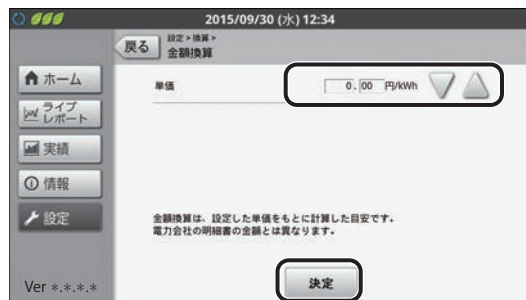 2015/09/30 (水) 12:34
戻る
設定 > 換算 >
金額換算
ホーム
ライブ
レポート
実績
情報
設定
単価
0. 00 円/kWh
金額換算は、設定した単価をもとに計算した目安です。
電力会社の明細書の金額とは異なります。
決定
Ver *.*.*.*